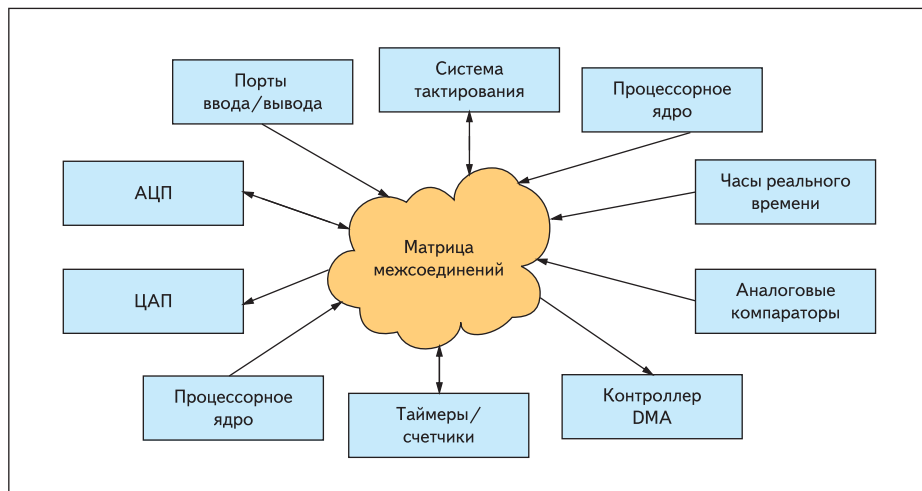 Порты
ввода/вывода
Система
тактирования
Процессорное
ядро
АЦП
Часы реального
времени
Матрица
межсоединений
ЦАП
Аналоговые
компараторы
Процессорное
ядро
Таймеры/
счетчики
Контроллер
DMA